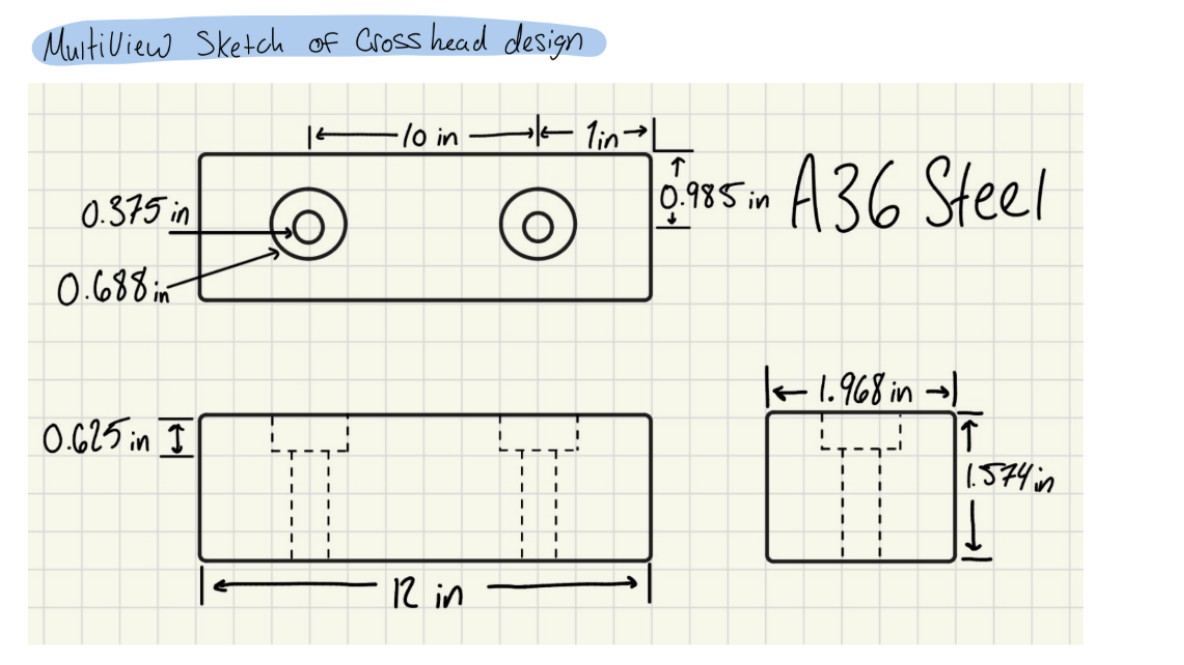 MultiView Sketch of Cross head design
10 in
1in
0.375 in
0.985 in
A36 Steel
0.688 in
1.968 in
0.625 in
1.574 in
12 in